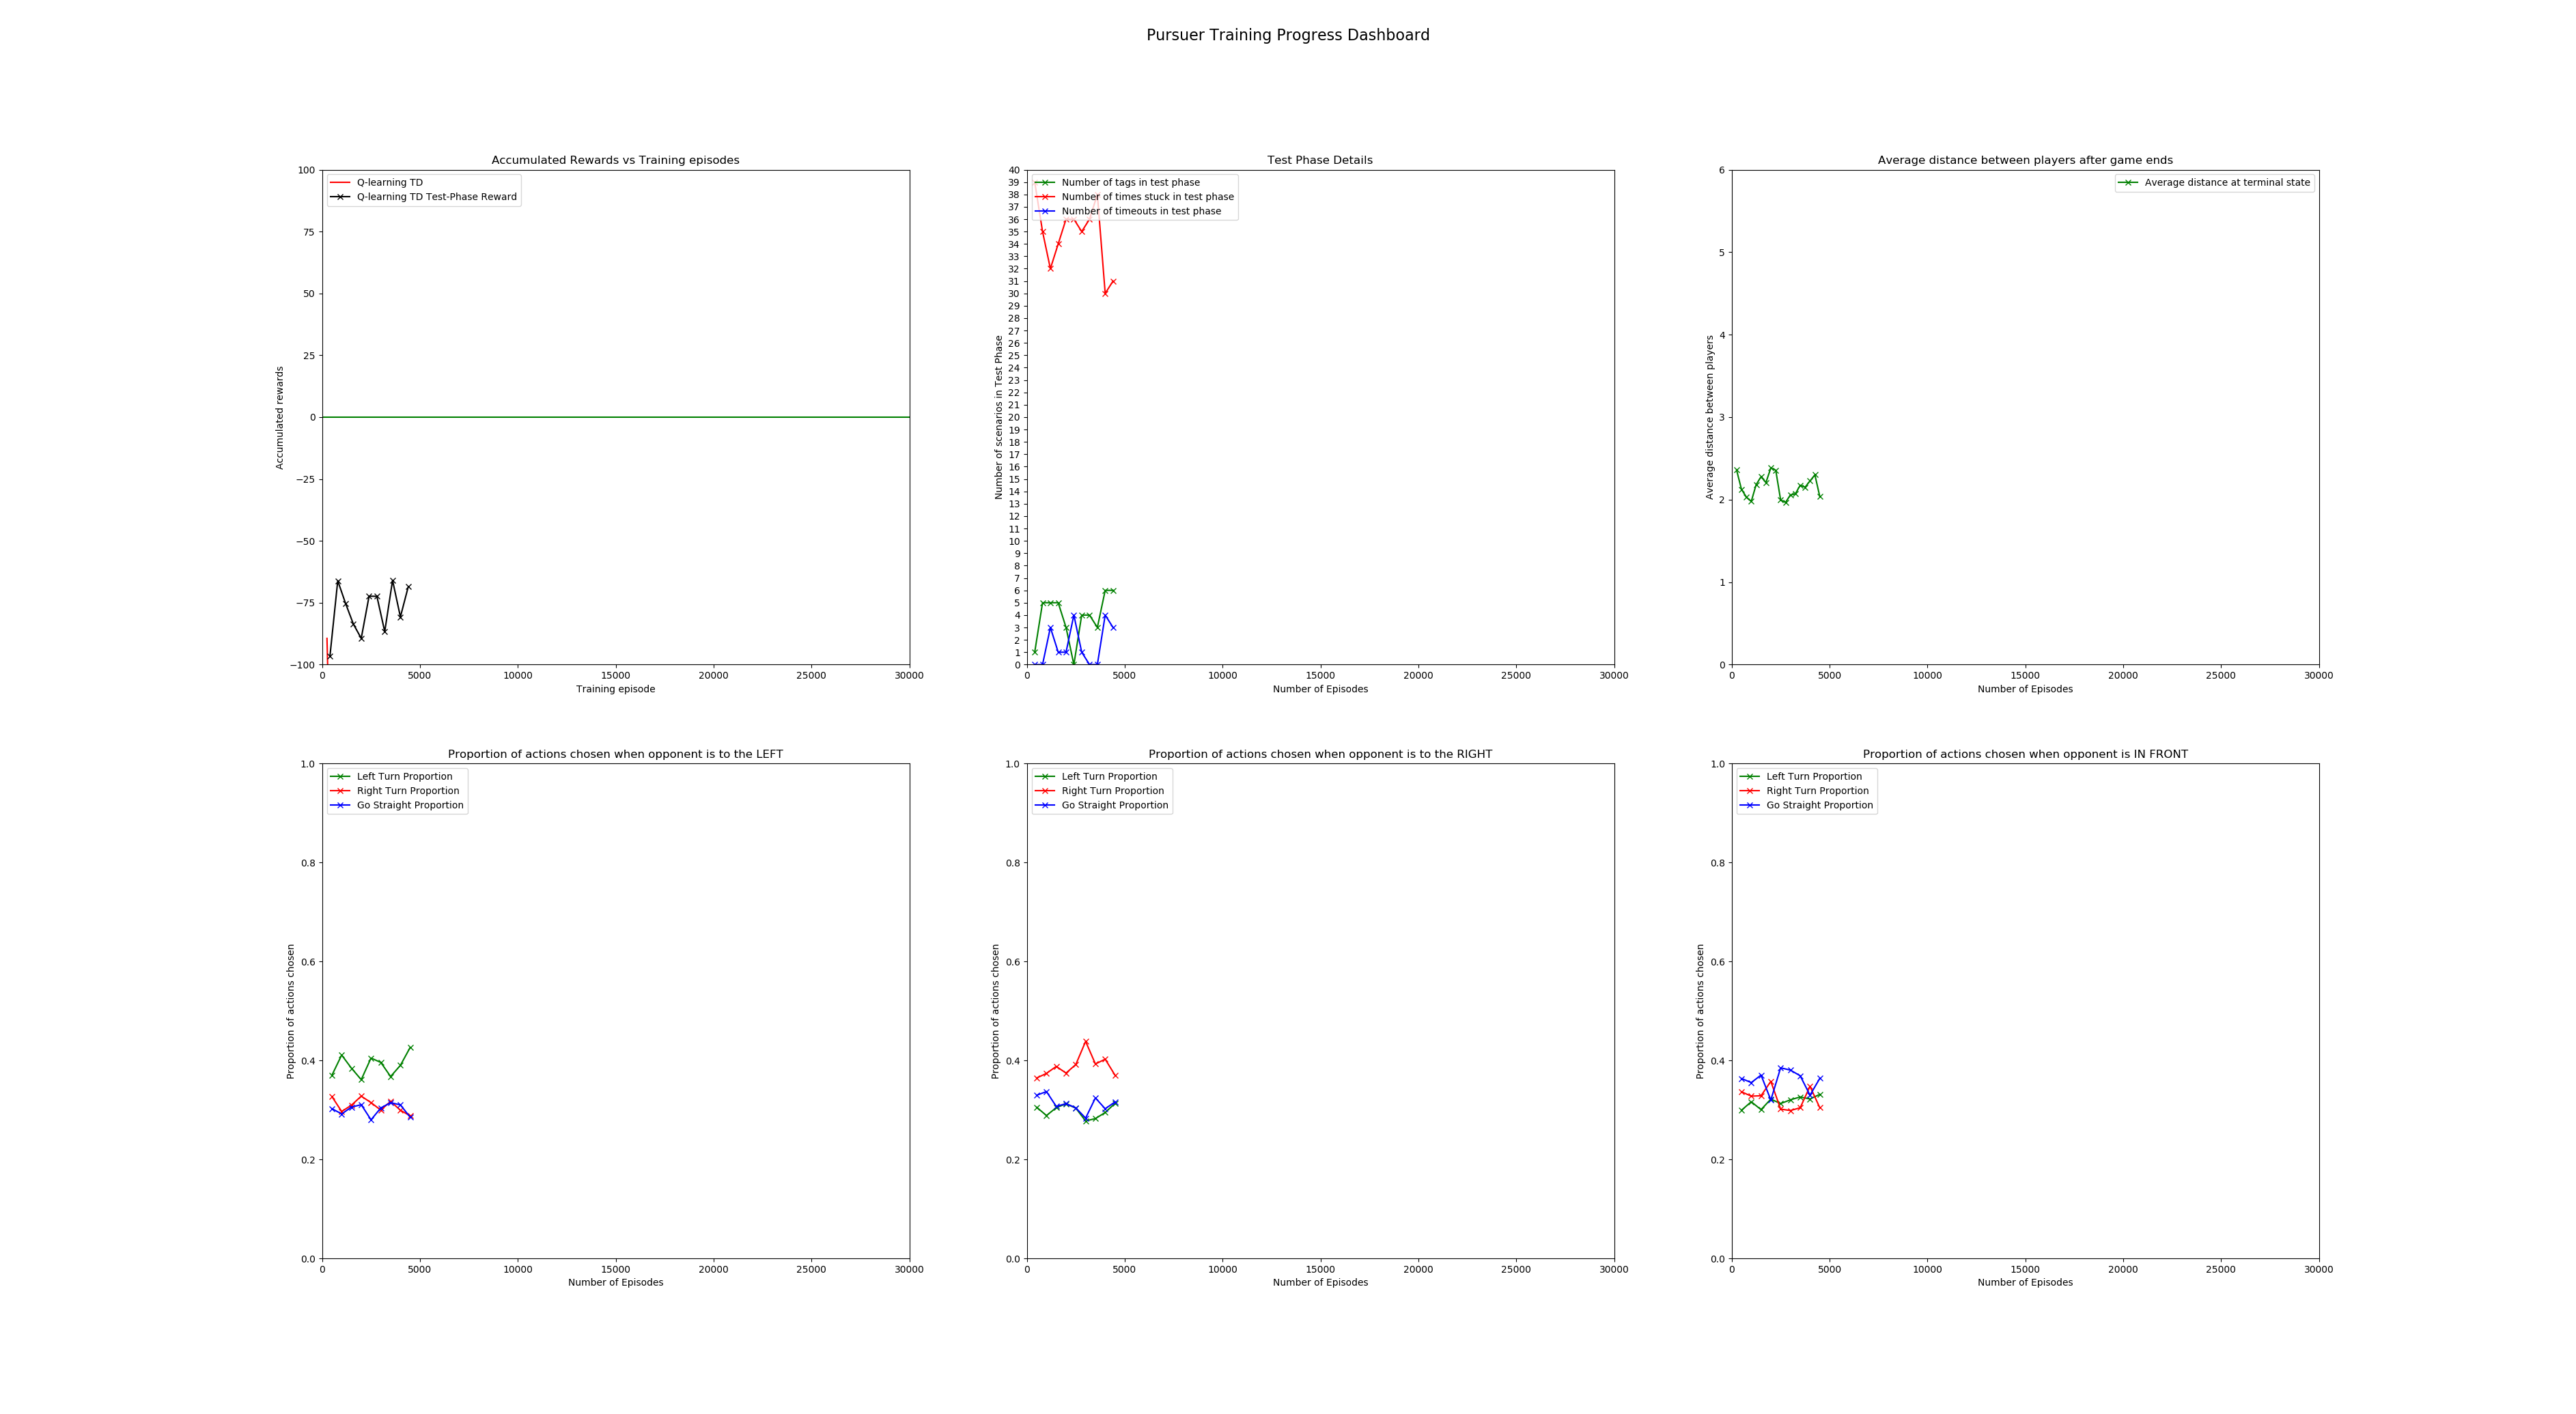 Pursuer Training Progress Dashboard
Accumulated Rewards vs Training episodes
Q-learning TD
Q-learning TD Test-Phase Reward
100
75
50
25
0
−25
−50
−75
−100
Accumulated rewards
0 5000 10000 15000 20000 25000 30000
Training episode
Test Phase Details
Number of tags in test phase
Number of times stuck in test phase
Number of timeouts in test phase
40
39
38
37
36
35
34
33
32
31
30
29
28
27
26
25
24
23
22
21
20
19
18
17
16
15
14
13
12
11
10
9
8
7
6
5
4
3
2
1
0
Number of scenarios in Test Phase
0 5000 10000 15000 20000 25000 30000
Number of Episodes
Average distance between players after game ends
Average distance at terminal state
6
5
4
3
2
1
0
Average distance between players
0 5000 10000 15000 20000 25000 30000
Number of Episodes
Proportion of actions chosen when opponent is to the LEFT
Left Turn Proportion
Right Turn Proportion
Go Straight Proportion
1.0
0.8
0.6
0.4
0.2
0.0
Proportion of actions chosen
0 5000 10000 15000 20000 25000 30000
Number of Episodes
Proportion of actions chosen when opponent is to the RIGHT
Left Turn Proportion
Right Turn Proportion
Go Straight Proportion
1.0
0.8
0.6
0.4
0.2
0.0
Proportion of actions chosen
0 5000 10000 15000 20000 25000 30000
Number of Episodes
Proportion of actions chosen when opponent is IN FRONT
Left Turn Proportion
Right Turn Proportion
Go Straight Proportion
1.0
0.8
0.6
0.4
0.2
0.0
Proportion of actions chosen
0 5000 10000 15000 20000 25000 30000
Number of Episodes